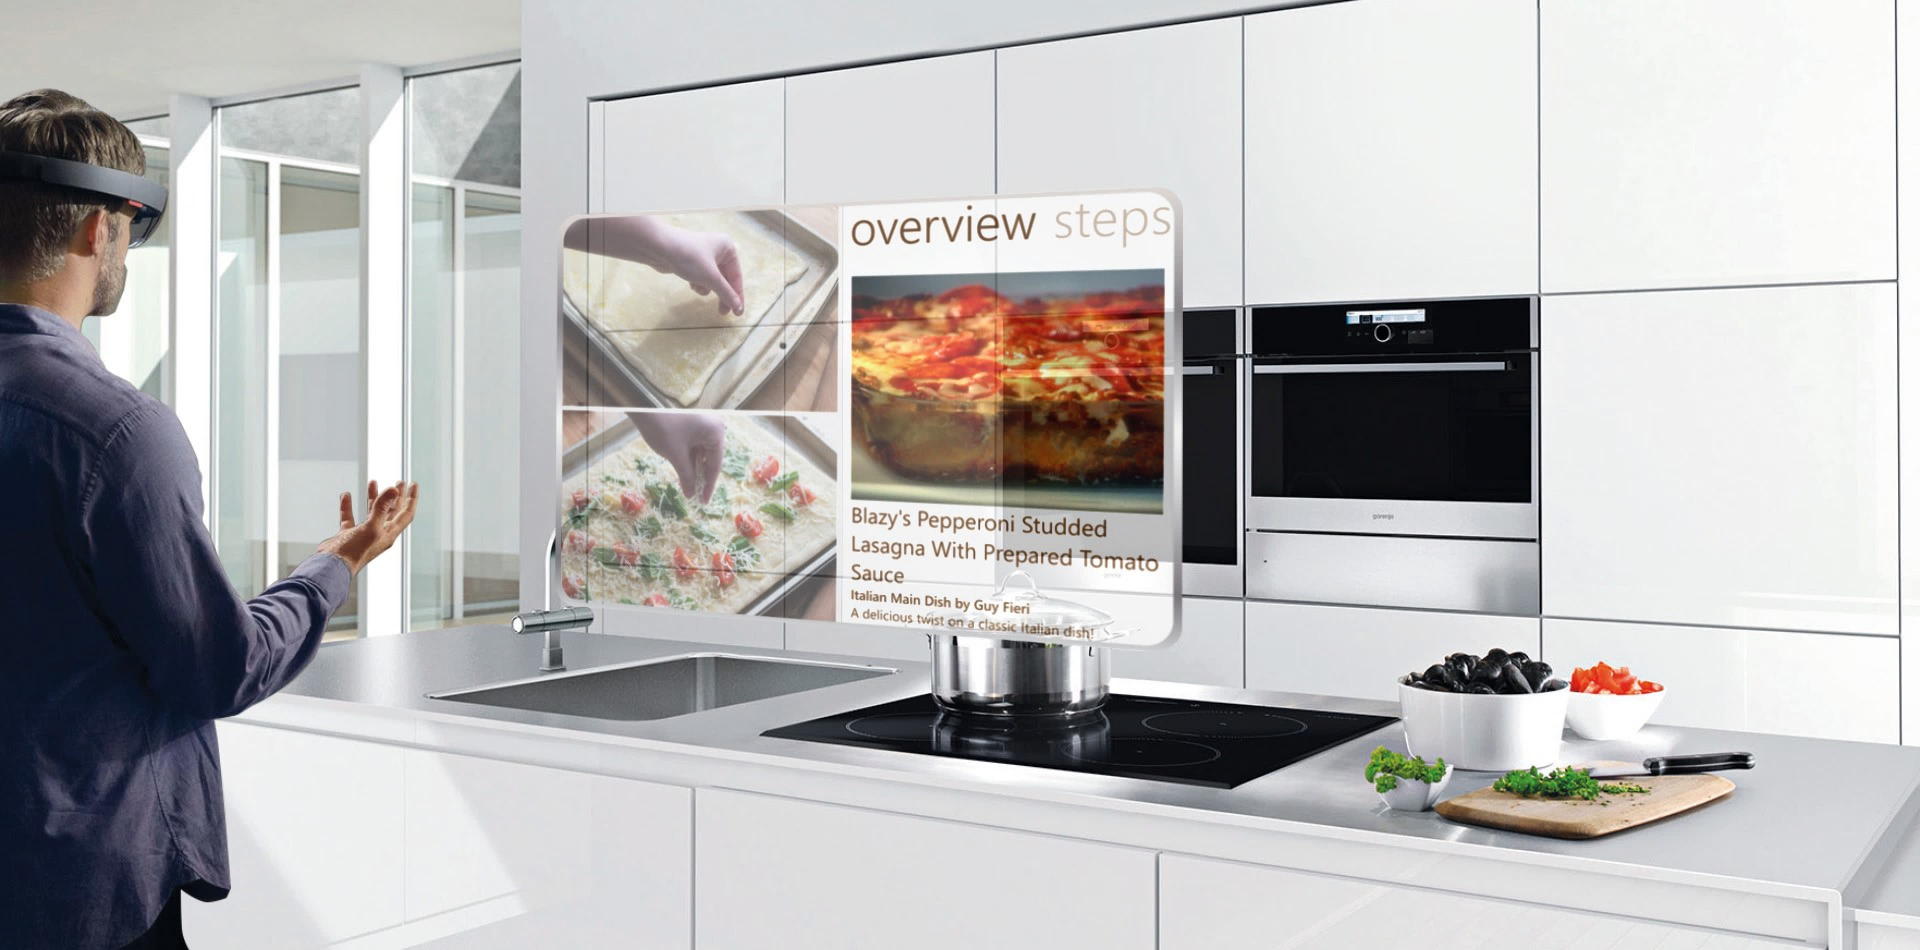 overview steps
Blazy's Pepperoni Studded
Lasagna With Prepared Tomato
Sauce
Italian Main Dish by Guy Fieri
A delicious twist on a classic Italian dish!
gorenje